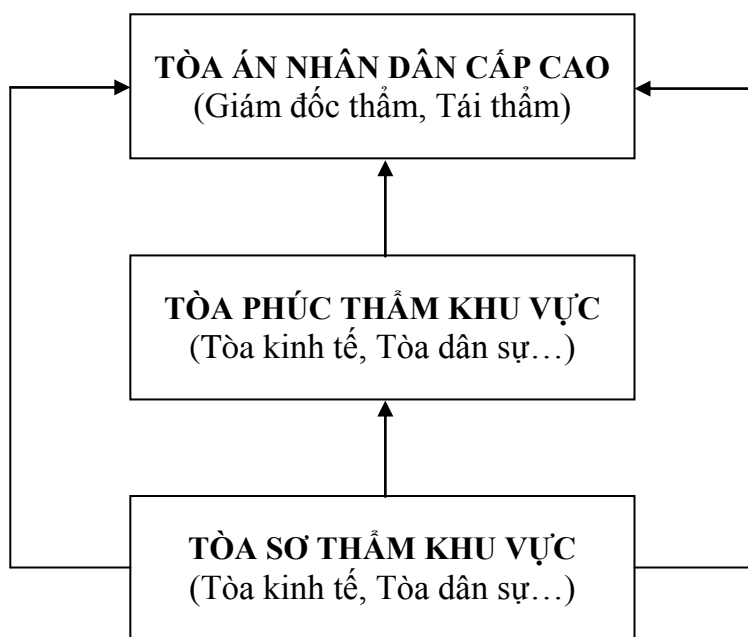 TÒA ÁN NHÂN DÂN CẤP CAO
(Giám đốc thẩm, Tái thẩm)
TÒA PHÚC THẨM KHU VỰC
(Tòa kinh tế, Tòa dân sự…)
TÒA SƠ THẨM KHU VỰC
(Tòa kinh tế, Tòa dân sự…)